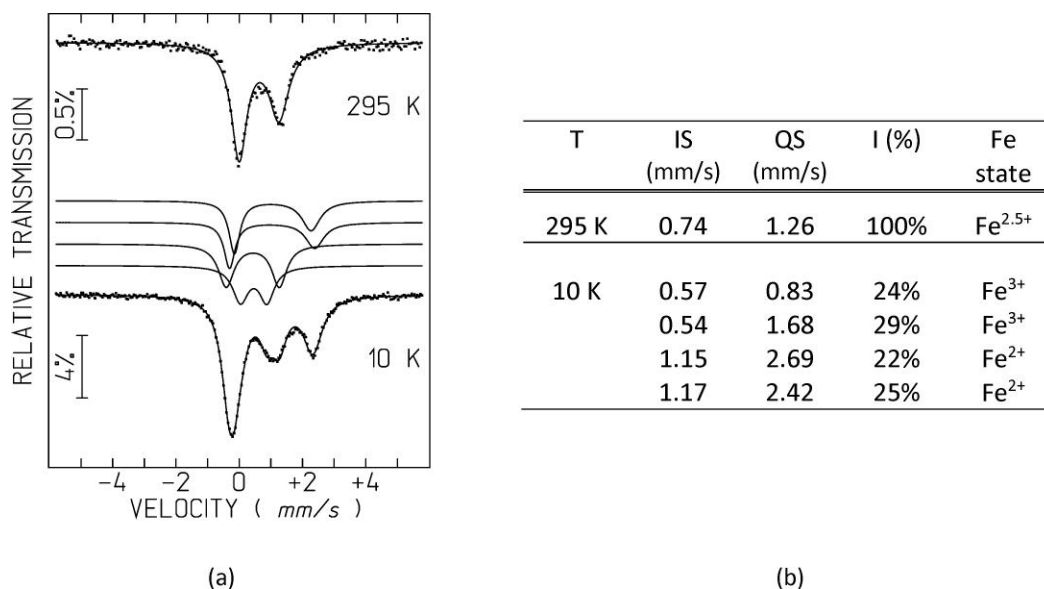 RELATIVE TRANSMISSION
0.5%
295 K
4%
10 K
−4 −2 0 +2 +4
VELOCITY ( mm/s )
(a)
T IS QS I (%) Fe
(mm/s) (mm/s) state
295 K 0.74 1.26 100% Fe2.5+
10 K 0.57 0.83 24% Fe3+
0.54 1.68 29% Fe3+
1.15 2.69 22% Fe2+
1.17 2.42 25% Fe2+
(b)